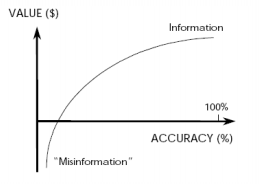 VALUE ($)
Information
100%
ACCURACY (%)
"Misinformation"